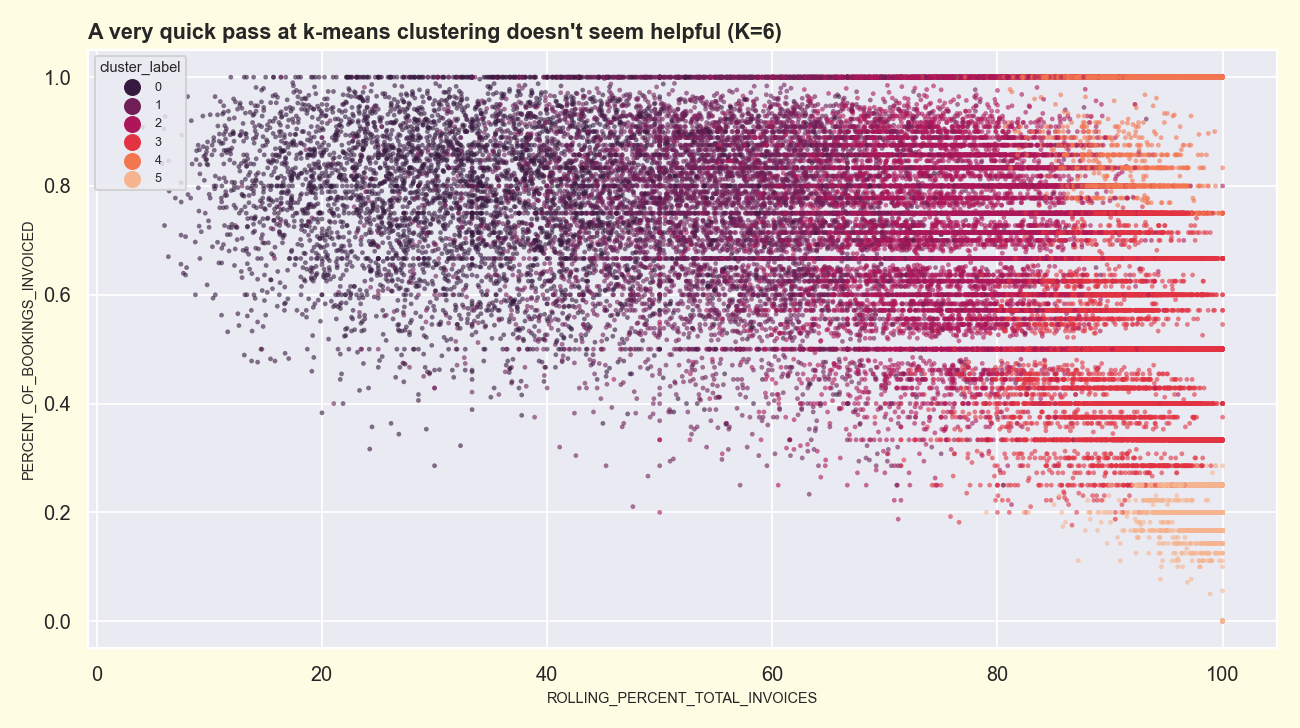 A very quick pass at k-means clustering doesn't seem helpful (K=6)
cluster_label
0
1
2
3
4
5
PERCENT_OF_BOOKINGS_INVOICED
1.0
0.8
0.6
0.4
0.2
0.0
0 20 40 60 80 100
ROLLING_PERCENT_TOTAL_INVOICES